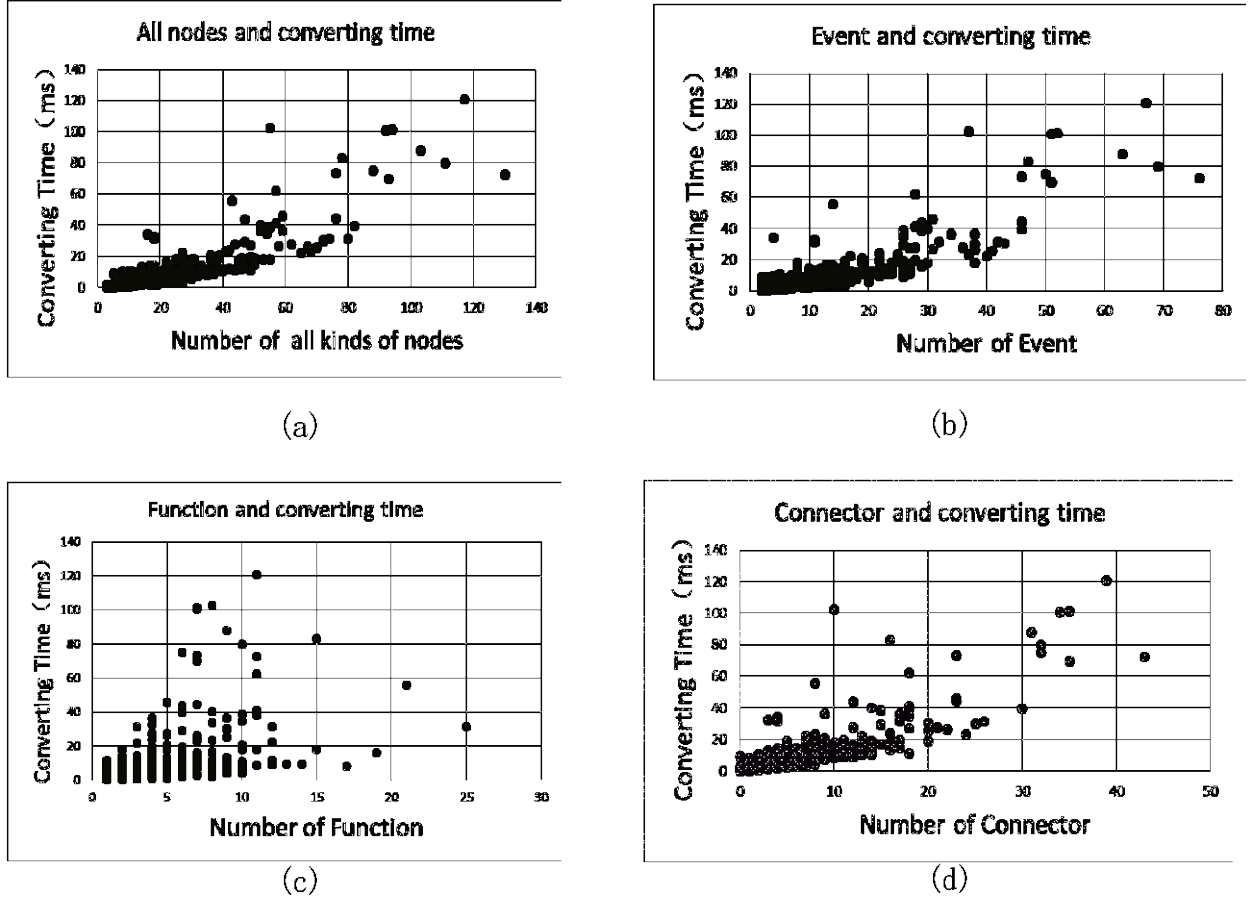 All nodes and converting time
Converting Time (ms)
140
120
100
80
60
40
20
0
0 20 40 60 80 100 120 140
Number of all kinds of nodes
(a)
Event and converting time
Converting Time (ms)
140
120
100
80
60
40
20
0
0 10 20 30 40 50 60 70 80
Number of Event
(b)
Function and converting time
Converting Time (ms)
140
120
100
80
60
40
20
0
0 5 10 15 20 25 30
Number of Function
(c)
Connector and converting time
Converting Time (ms)
140
120
100
80
60
40
20
0
0 10 20 30 40 50
Number of Connector
(d)